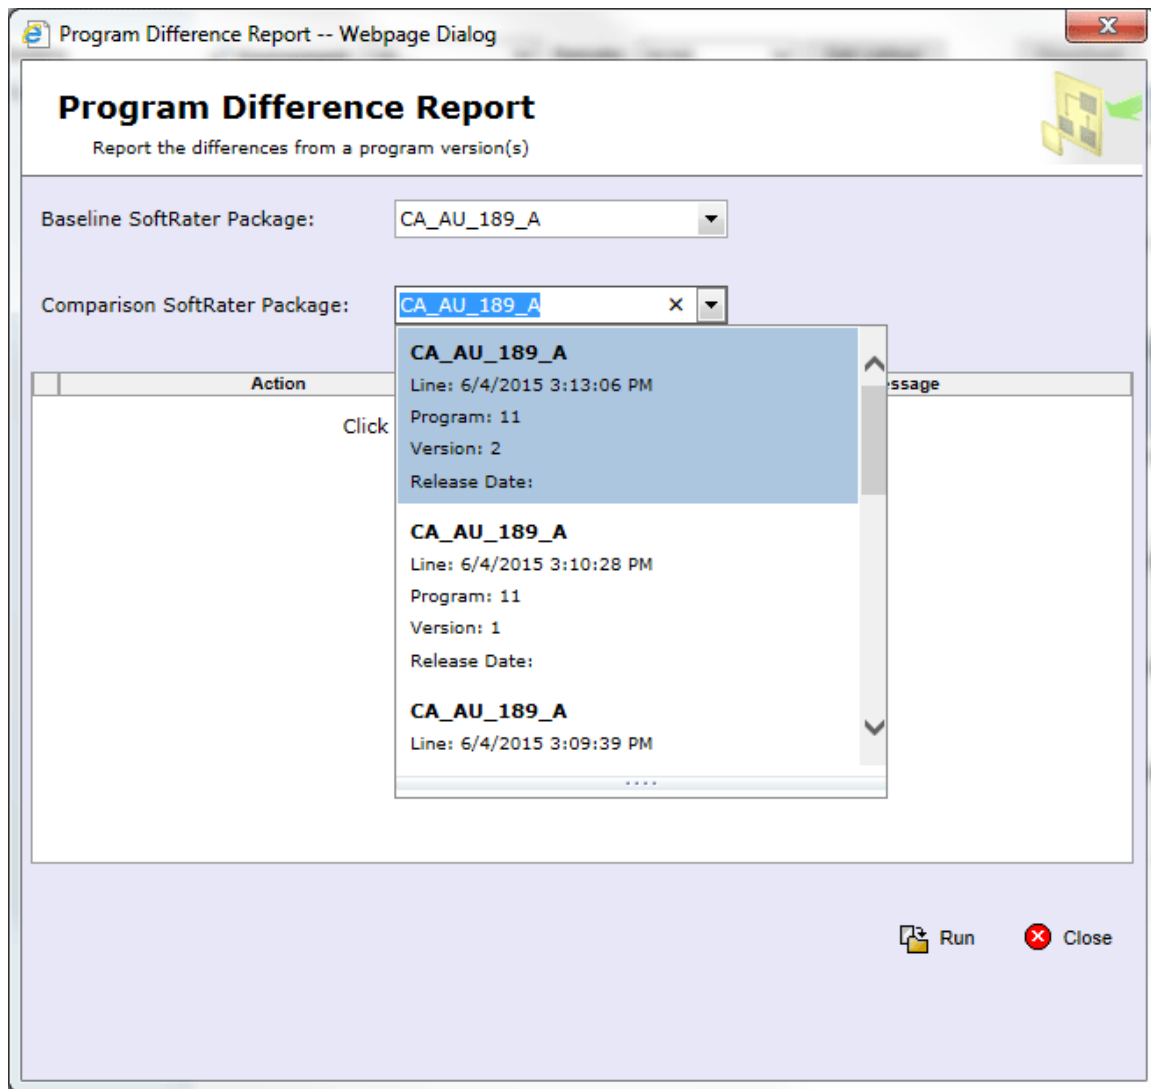 Program Difference Report -- Webpage Dialog
Program Difference Report
Report the differences from a program version(s)
Baseline SoftRater Package:
CA_AU_189_A
Comparison SoftRater Package:
CA_AU_189_A
Action
ssage
Click
CA_AU_189_A
Line: 6/4/2015 3:13:06 PM
Program: 11
Version: 2
Release Date:
CA_AU_189_A
Line: 6/4/2015 3:10:28 PM
Program: 11
Version: 1
Release Date:
CA_AU_189_A
Line: 6/4/2015 3:09:39 PM
Run
Close